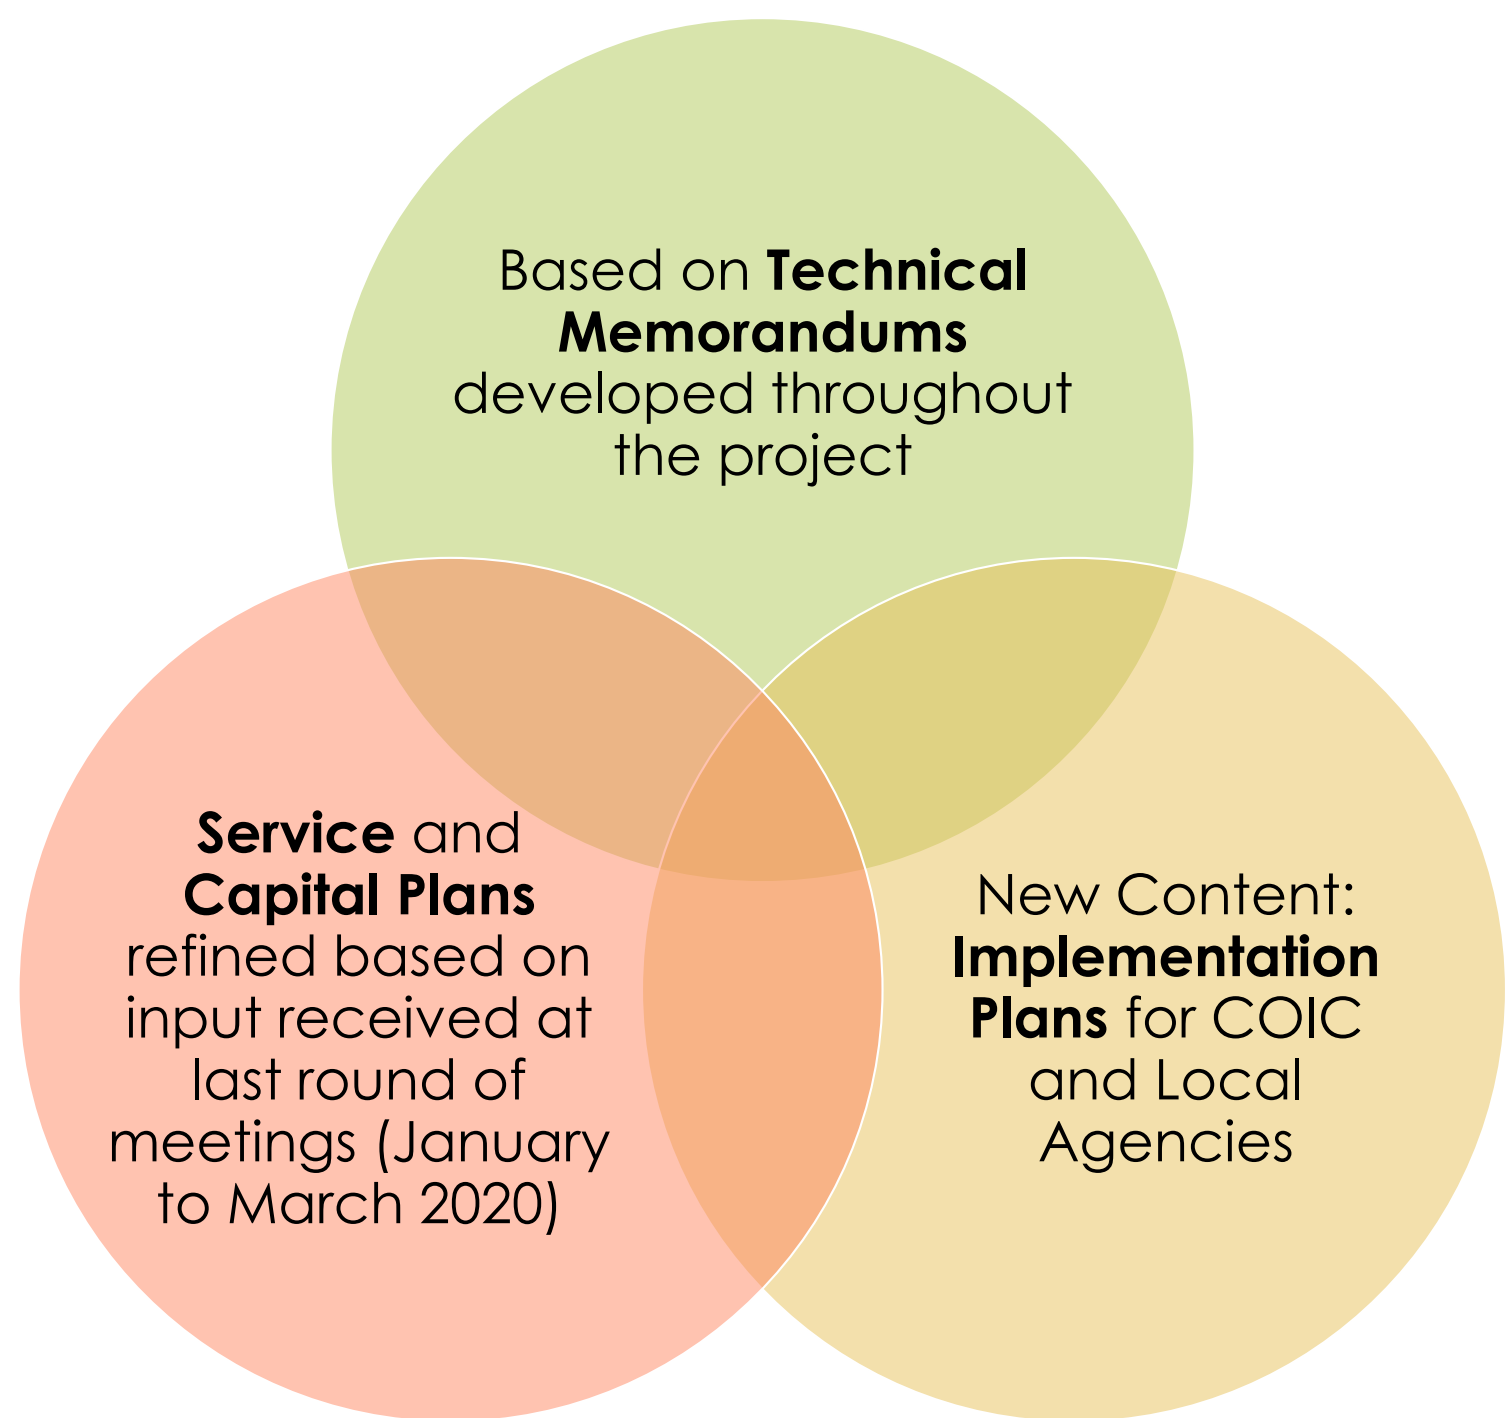 Based on Technical
Memorandums
developed throughout
the project
Service and
Capital Plans
refined based on
input received at
last round of
meetings (January
to March 2020)
New Content:
Implementation
Plans for COIC
and Local
Agencies